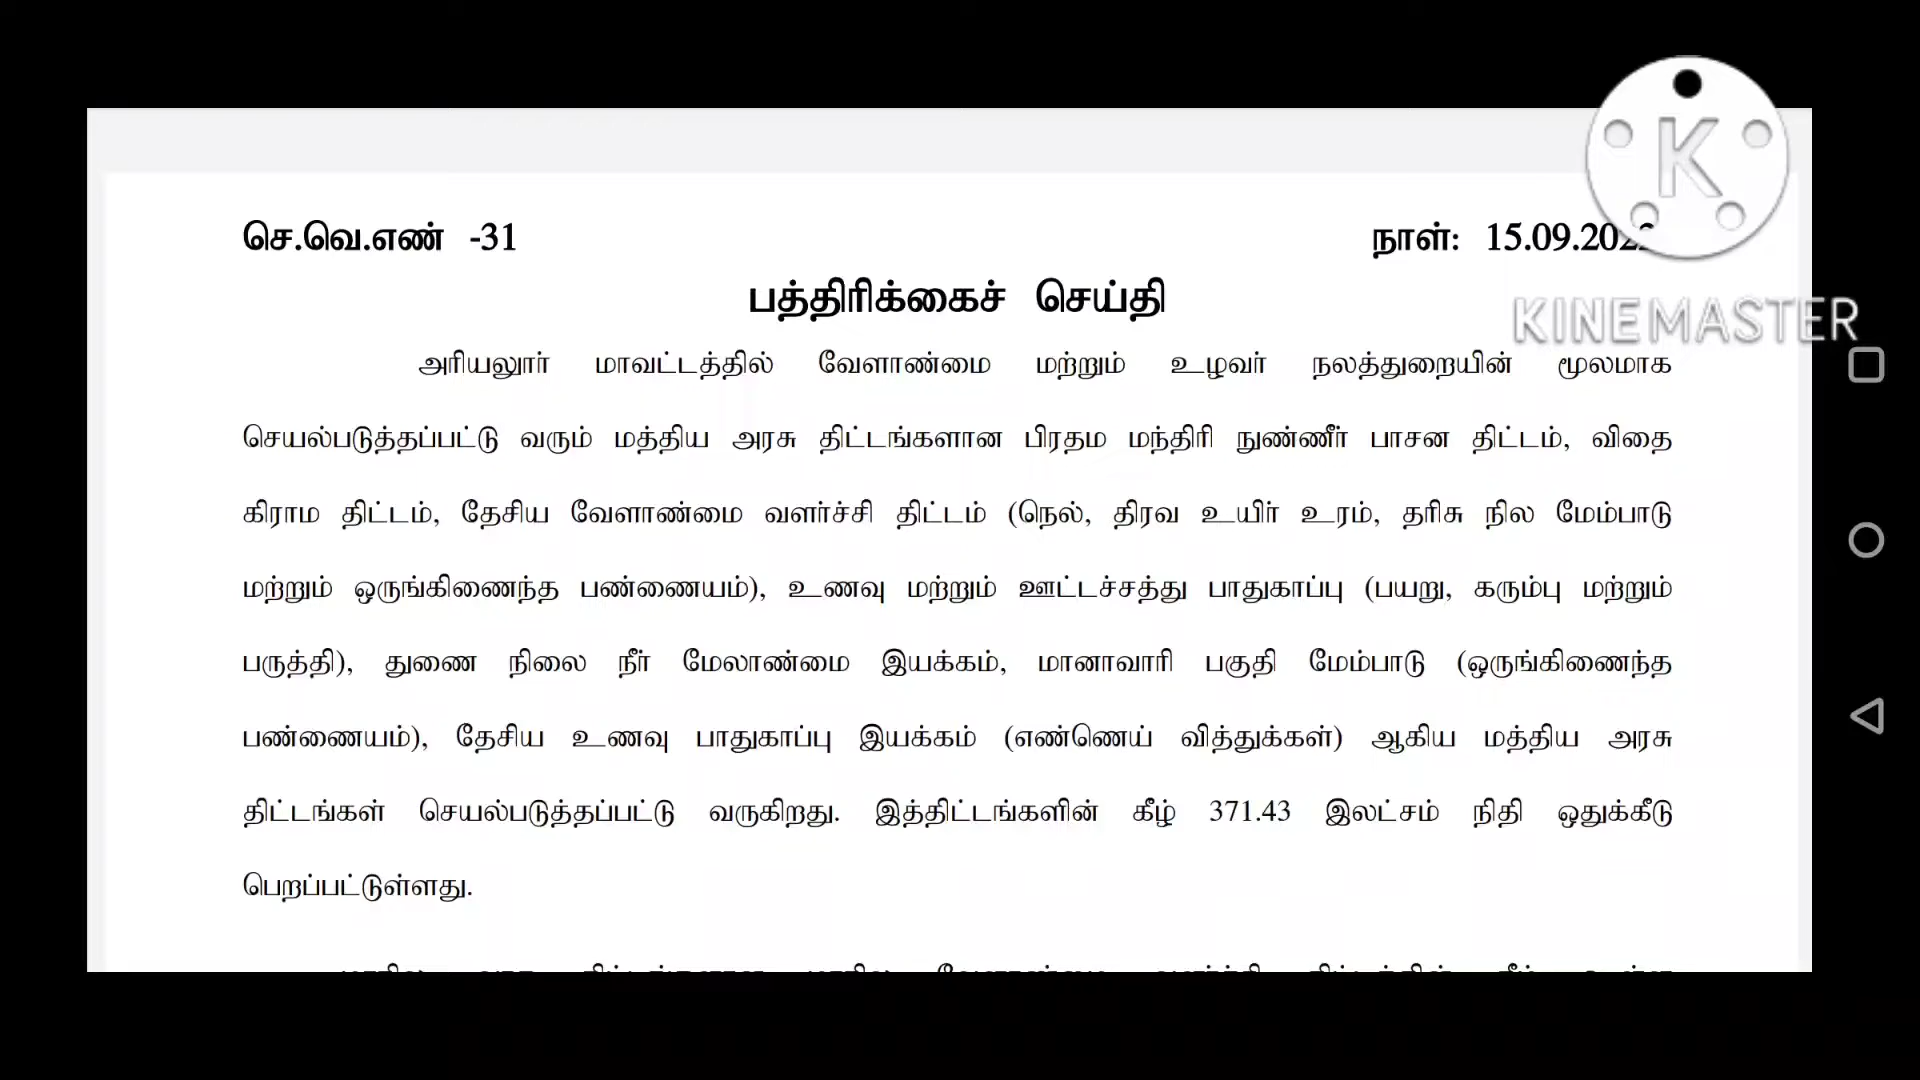 செ.வெ.எண் -31
நாள்: 15.09.202
K
KINEMASTER
பத்திரிக்கைச் செய்தி
அரியலூர் மாவட்டத்தில் வேளாண்மை மற்றும் உழவர் நலத்துறையின் மூலமாக
செயல்படுத்தப்பட்டு வரும் மத்திய அரசு திட்டங்களான பிரதம மந்திரி நுண்ணீர் பாசன திட்டம், விதை
கிராம திட்டம், தேசிய வேளாண்மை வளர்ச்சி திட்டம் (நெல், திரவ உயிர் உரம், தரிசு நில மேம்பாடு
மற்றும் ஒருங்கிணைந்த பண்ணையம்), உணவு மற்றும் ஊட்டச்சத்து பாதுகாப்பு (பயறு, கரும்பு மற்றும்
பருத்தி), துணை நிலை நீர் மேலாண்மை இயக்கம், மானாவாரி பகுதி மேம்பாடு (ஒருங்கிணைந்த
பண்ணையம்), தேசிய உணவு பாதுகாப்பு இயக்கம் (எண்ணெய் வித்துக்கள்) ஆகிய மத்திய அரசு
திட்டங்கள் செயல்படுத்தப்பட்டு வருகிறது. இத்திட்டங்களின் கீழ் 371.43 இலட்சம் நிதி ஒதுக்கீடு
பெறப்பட்டுள்ளது.